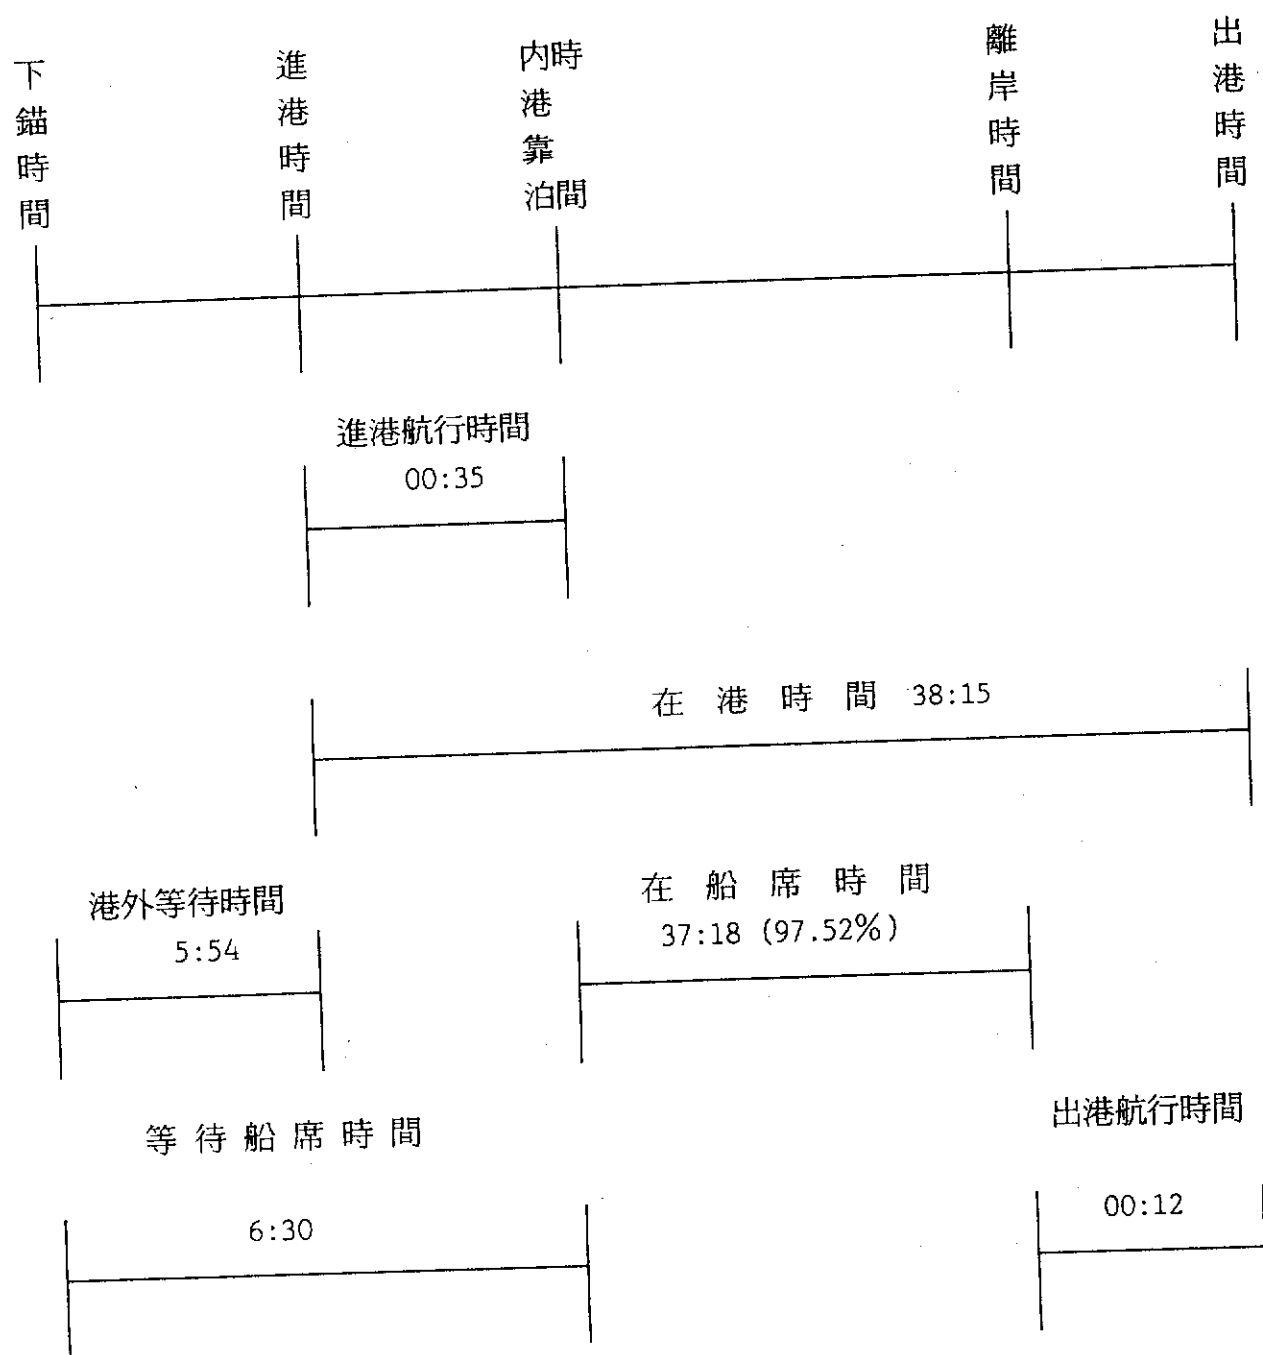 下錨時間
進港時間
內港靠泊時間
離岸時間
出港時間
進港航行時間
00:35
在港時間 38:15
港外等待時間
5:54
在船席時間
37:18 (97.52%)
等待船席時間
6:30
出港航行時間
00:12